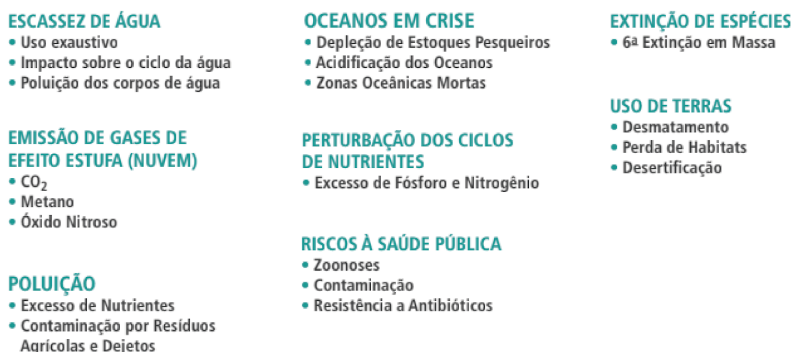 ESCASSEZ DE ÁGUA
• Uso exaustivo
• Impacto sobre o ciclo da água
• Poluição dos corpos de água
EMISSÃO DE GASES DE
EFEITO ESTUFA (NUVEM)
• CO2
• Metano
• Óxido Nitroso
POLUIÇÃO
• Excesso de Nutrientes
• Contaminação por Resíduos
Agrícolas e Dejetos
OCEANOS EM CRISE
• Depleção de Estoques Pesqueiros
• Acidificação dos Oceanos
• Zonas Oceânicas Mortas
PERTURBAÇÃO DOS CICLOS
DE NUTRIENTES
• Excesso de Fósforo e Nitrogênio
RISCOS À SAÚDE PÚBLICA
• Zoonoses
• Contaminação
• Resistência a Antibióticos
EXTINÇÃO DE ESPÉCIES
• 6ª Extinção em Massa
USO DE TERRAS
• Desmatamento
• Perda de Habitats
• Desertificação